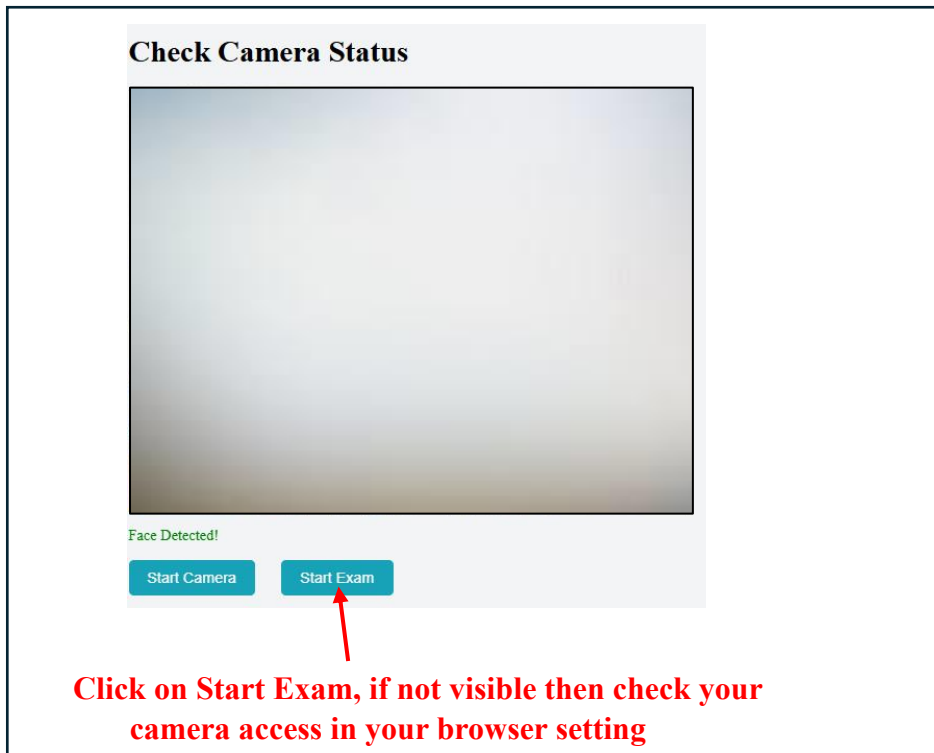 Check Camera Status
Face Detected!
Start Camera
Start Exam
Click on Start Exam, if not visible then check your
camera access in your browser setting